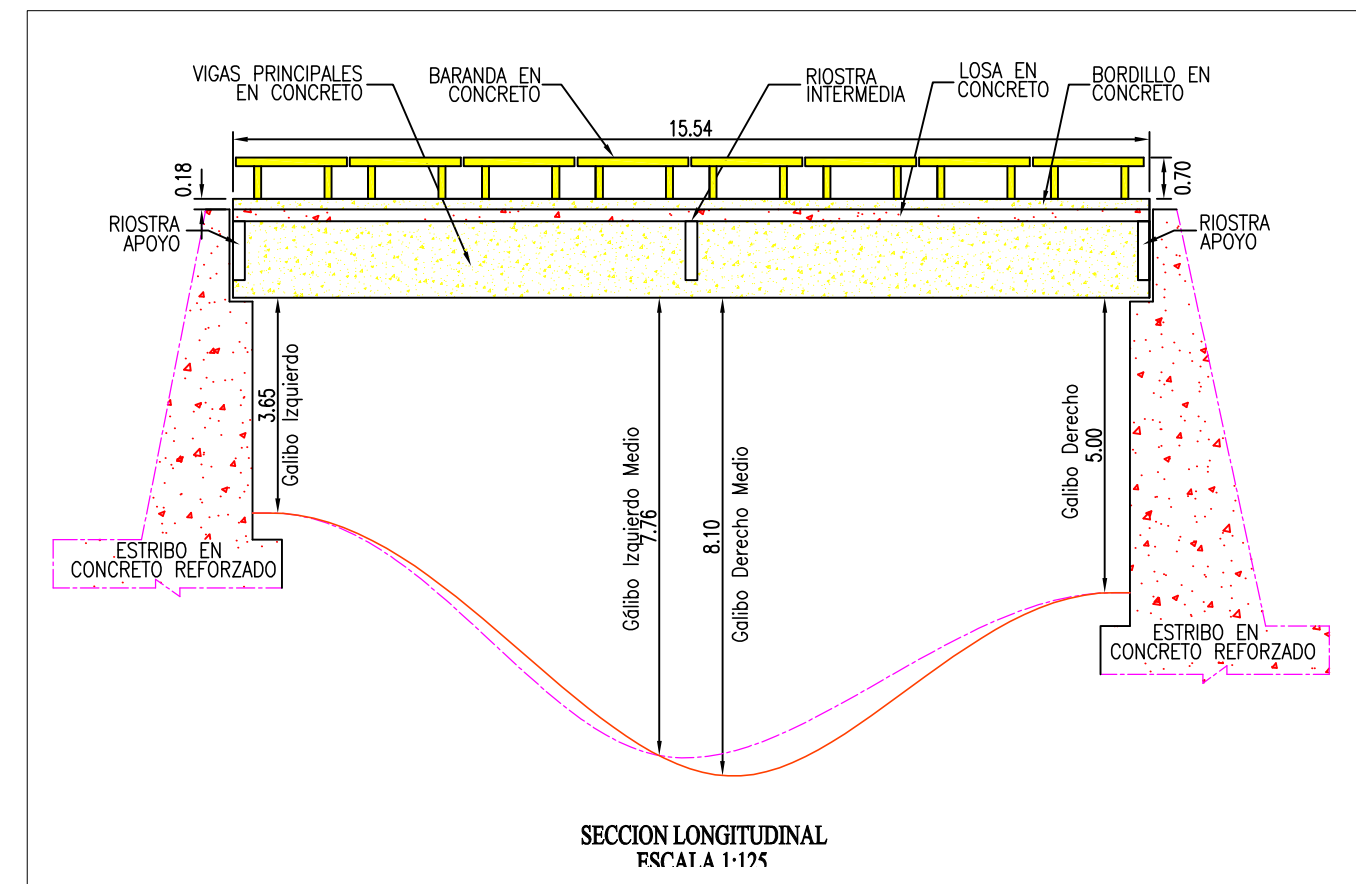 VIGAS PRINCIPALES
EN CONCRETO
BARANDA EN
CONCRETO
RIOSTRA
INTERMEDIA
LOSA EN
CONCRETO
BORDILLO EN
CONCRETO
15.54
0.18
0.70
RIOSTRA
APOYO
RIOSTRA
APOYO
3.65
Galibo Izquierdo
Gálibo Izquierdo Medio
7.76
8.10
Galibo Derecho Medio
Galibo Derecho
5.00
ESTRIBO EN
CONCRETO REFORZADO
ESTRIBO EN
CONCRETO REFORZADO
SECCION LONGITUDINAL
ESCALA 1:125